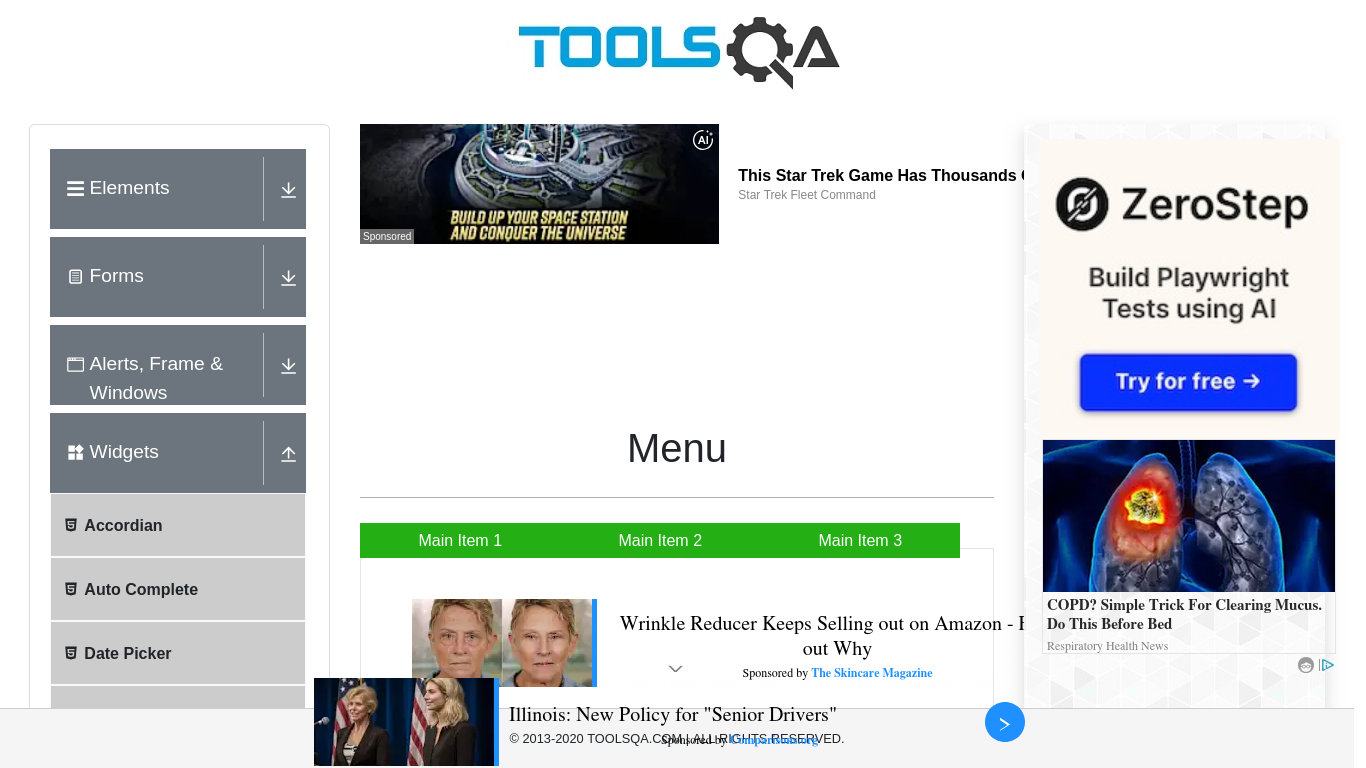 TOOLSQA
Elements
Forms
Alerts, Frame &
Windows
Widgets
Accordian
Auto Complete
Date Picker
AI
BUILD UP YOUR SPACE STATION
AND CONQUER THE UNIVERSE
Sponsored
This Star Trek Game Has Thousands
Star Trek Fleet Command
Menu
Main Item 1
Main Item 2
Main Item 3
Wrinkle Reducer Keeps Selling out on Amazon -
out Why
Sponsored by The Skincare Magazine
Illinois: New Policy for "Senior Drivers"
Sponsored by Comparisons.org
© 2013-2020 TOOLSQA.COM | ALL RIGHTS RESERVED.
ZeroStep
Build Playwright
Tests using AI
Try for free →
COPD? Simple Trick For Clearing Mucus.
Do This Before Bed
Respiratory Health News